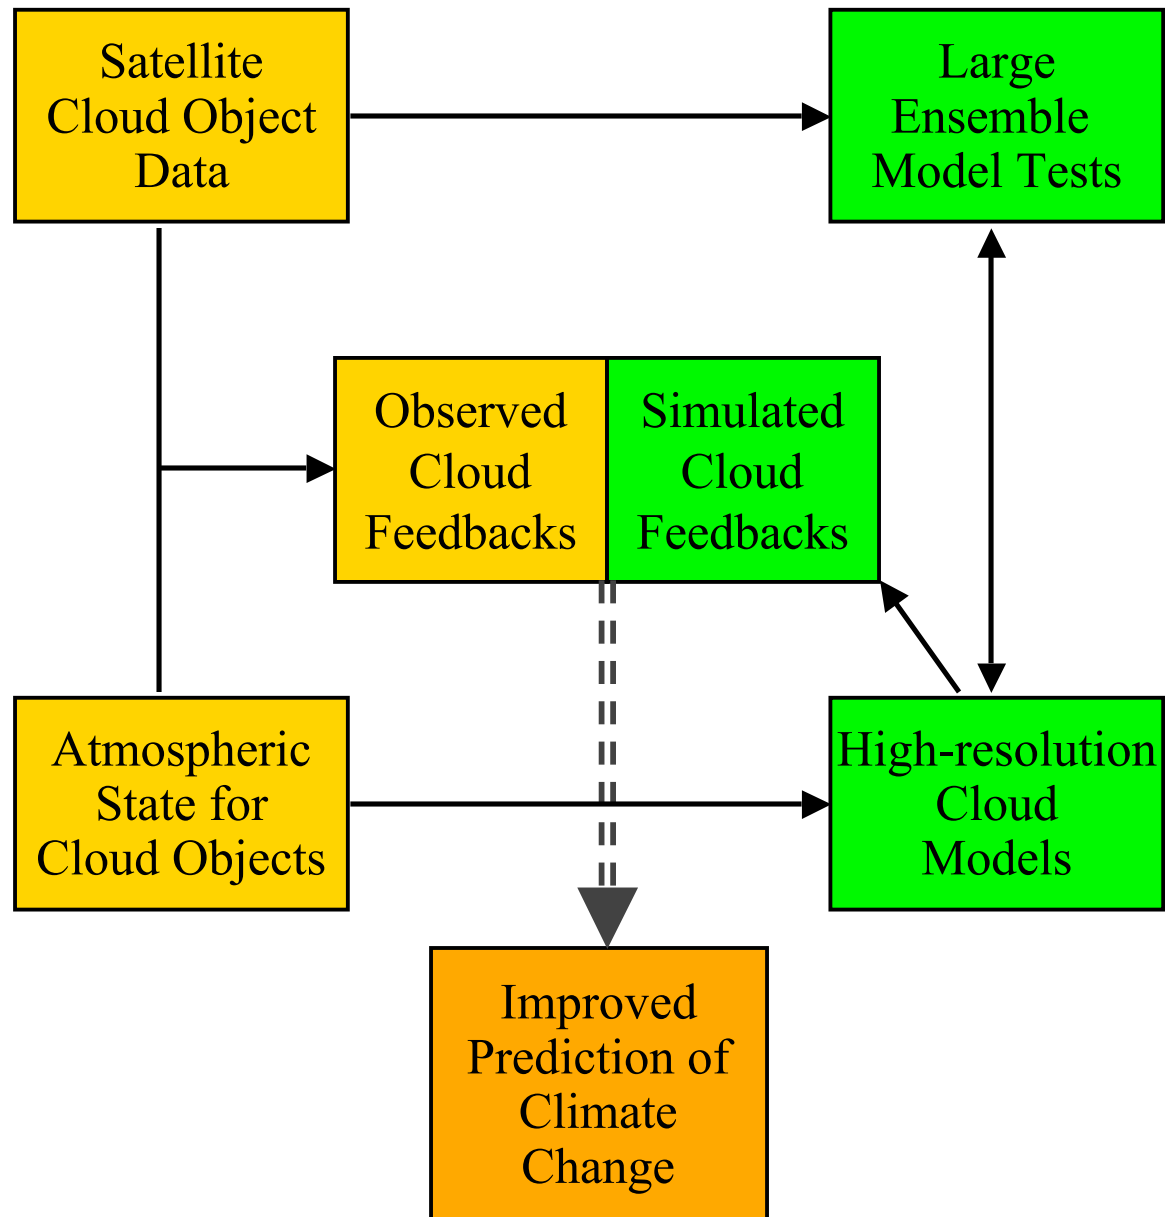 Satellite
Cloud Object
Data
Large
Ensemble
Model Tests
Observed
Cloud
Feedbacks
Simulated
Cloud
Feedbacks
Atmospheric
State for
Cloud Objects
High-resolution
Cloud
Models
Improved
Prediction of
Climate
Change